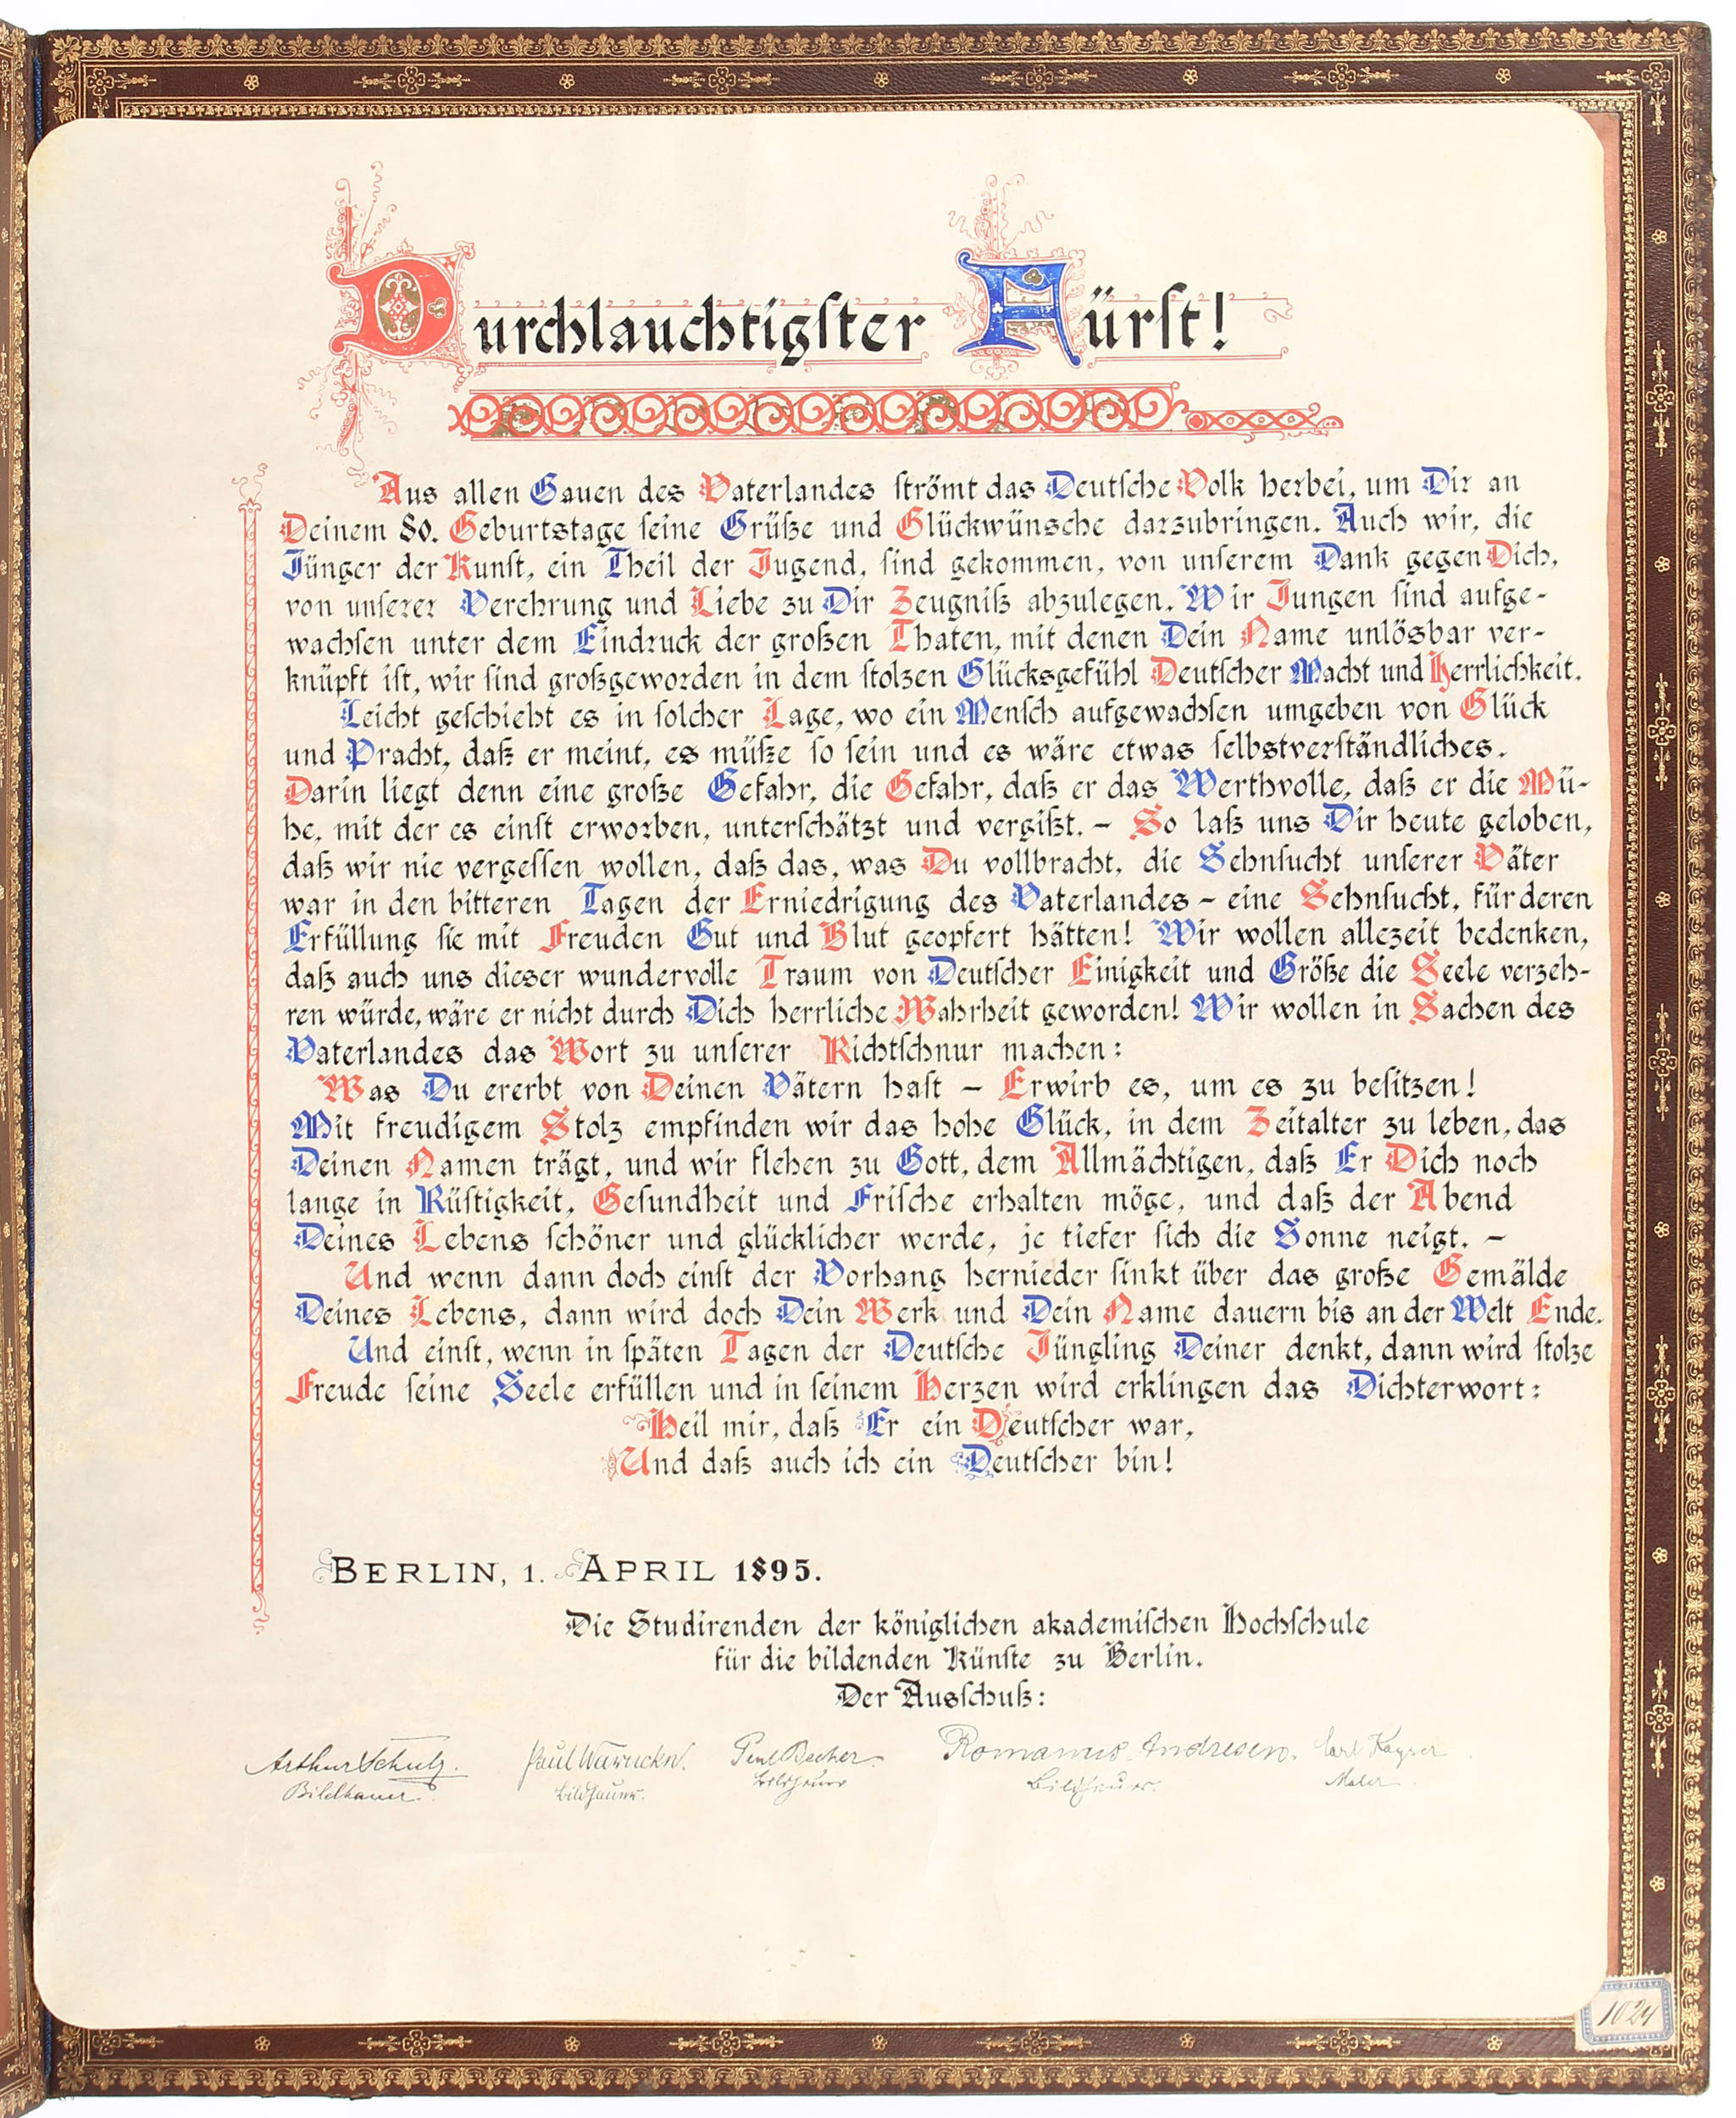 Durchlauchtigster Fürst!
Aus allen Gauen des Vaterlandes ſtrömt das Deutſche Volk herbei, um Dir an
Deinem 80. Geburtstage ſeine Grüße und Glückwünsche darzubringen. Auch wir, die
Jünger der Kunſt, ein Theil der Jugend, ſind gekommen, von unſerem Dank gegen Dich,
von unſerer Verehrung und Liebe zu Dir Zeugniß abzulegen. Wir Jungen ſind aufge-
wachſen unter dem Eindruck der großen Thaten, mit denen Dein Name unlösbar ver-
knüpft iſt, wir ſind großgeworden in dem ſtolzen Glücksgefühl Deutſcher Macht und Herrlichkeit.
Leicht geſchieht es in ſolcher Lage, wo ein Menſch aufgewachſen umgeben von Glück
und Pracht, daß er meint, es müße ſo ſein und es wäre etwas ſelbstverſtändliches.
Darin liegt denn eine große Gefahr, die Gefahr, daß er das Werthvolle, daß er die Mü-
he, mit der es einſt erworben, unterſchätzt und vergißt. – So laß uns Dir heute geloben,
daß wir nie vergeſſen wollen, daß das, was Du vollbracht, die Sehnſucht unſerer Väter
war in den bitteren Tagen der Erniedrigung des Vaterlandes – eine Sehnſucht, für deren
Erfüllung ſie mit Freuden Gut und Blut geopfert hätten! Wir wollen allezeit bedenken,
daß auch uns dieser wundervolle Traum von Deutſcher Einigkeit und Größe die Seele verzeh-
ren würde, wäre er nicht durch Dich herrliche Wahrheit geworden! Wir wollen in Sachen des
Vaterlandes das Wort zu unſerer Richtſchnur machen:
Was Du ererbt von Deinen Vätern haſt – Erwirb es, um es zu beſitzen!
Mit freudigem Stolz empfinden wir das hohe Glück, in dem Zeitalter zu leben, das
Deinen Namen trägt, und wir flehen zu Gott, dem Allmächtigen, daß Er Dich noch
lange in Rüſtigkeit, Geſundheit und Friſche erhalten möge, und daß der Abend
Deines Lebens ſchöner und glücklicher werde, je tiefer ſich die Sonne neigt. –
Und wenn dann doch einſt der Vorhang hernieder ſinkt über das große Gemälde
Deines Lebens, dann wird doch Dein Werk und Dein Name dauern bis an der Welt Ende.
Und einſt, wenn in ſpäten Tagen der Deutſche Jüngling Deiner denkt, dann wird ſtolze
Freude ſeine Seele erfüllen und in ſeinem Herzen wird erklingen das Dichterwort:
Heil mir, daß Er ein Deutſcher war,
Und daß auch ich ein Deutſcher bin!
BERLIN, 1. APRIL 1895.
Die Studirenden der königlichen akademiſchen Hochſchule
für die bildenden Künſte zu Berlin.
Der Ausſchuß:
Arthur Schulz. Paul Becher. Romanus Andresen. Carl Kayser
Bildhauer. Bildhauer. Bildhauer Bildhauer. Maler.
1024